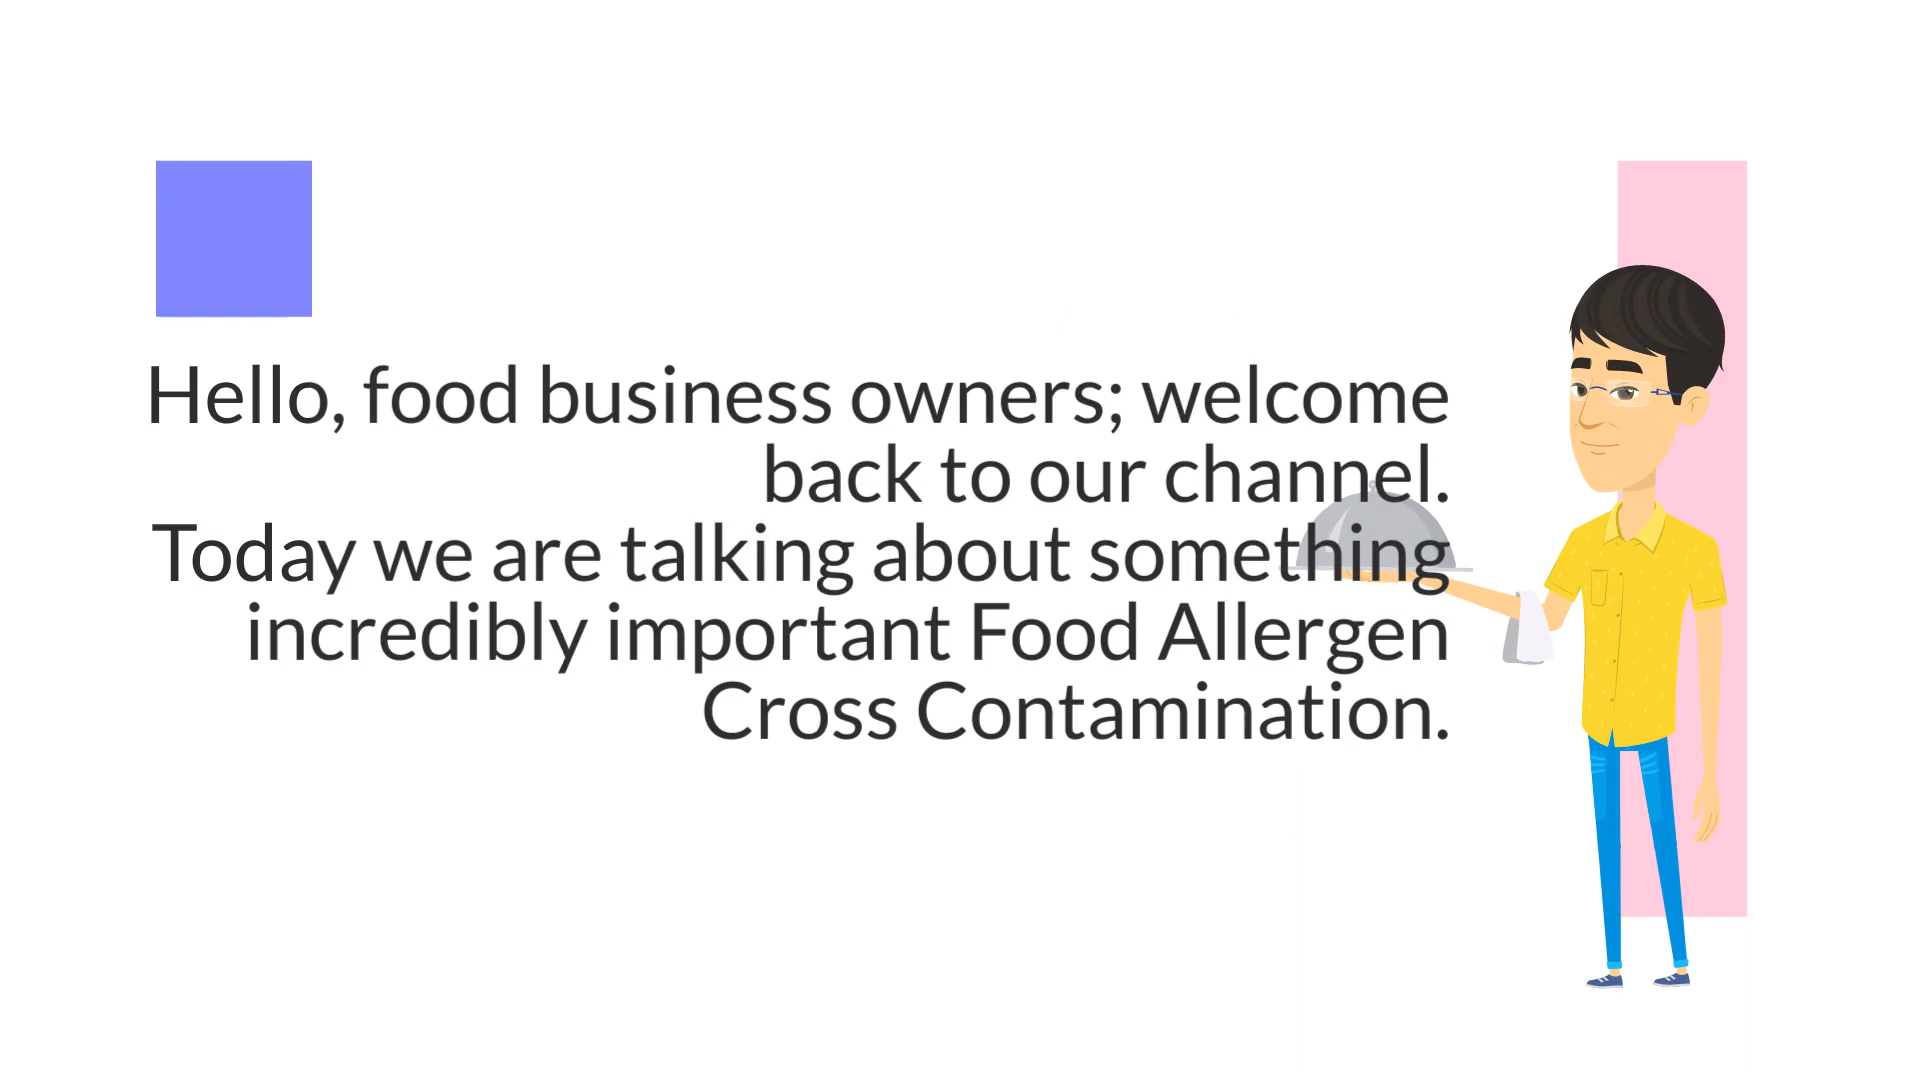 Hello, food business owners; welcome
back to our channel.
Today we are talking about something
incredibly important Food Allergen
Cross Contamination.